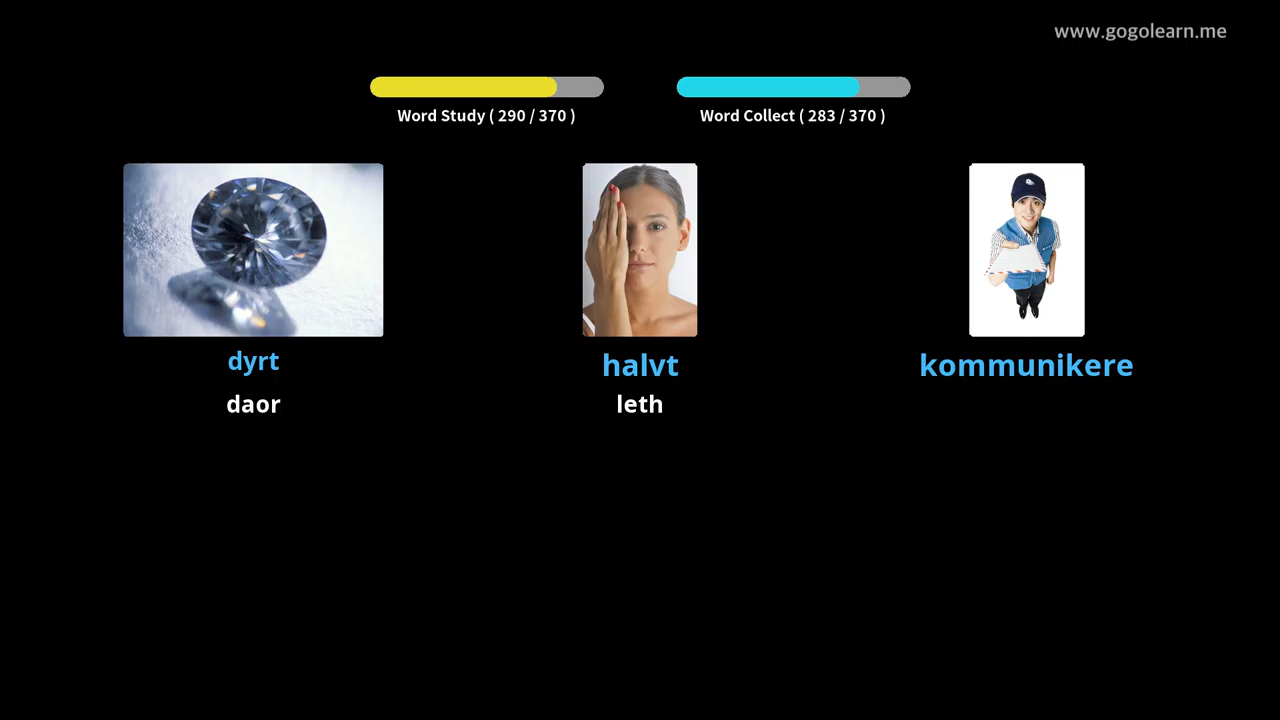 www.gogolearn.me
Word Study ( 290 / 370 )
Word Collect ( 283 / 370 )
dyrt
halvt
kommunikere
daor
leth